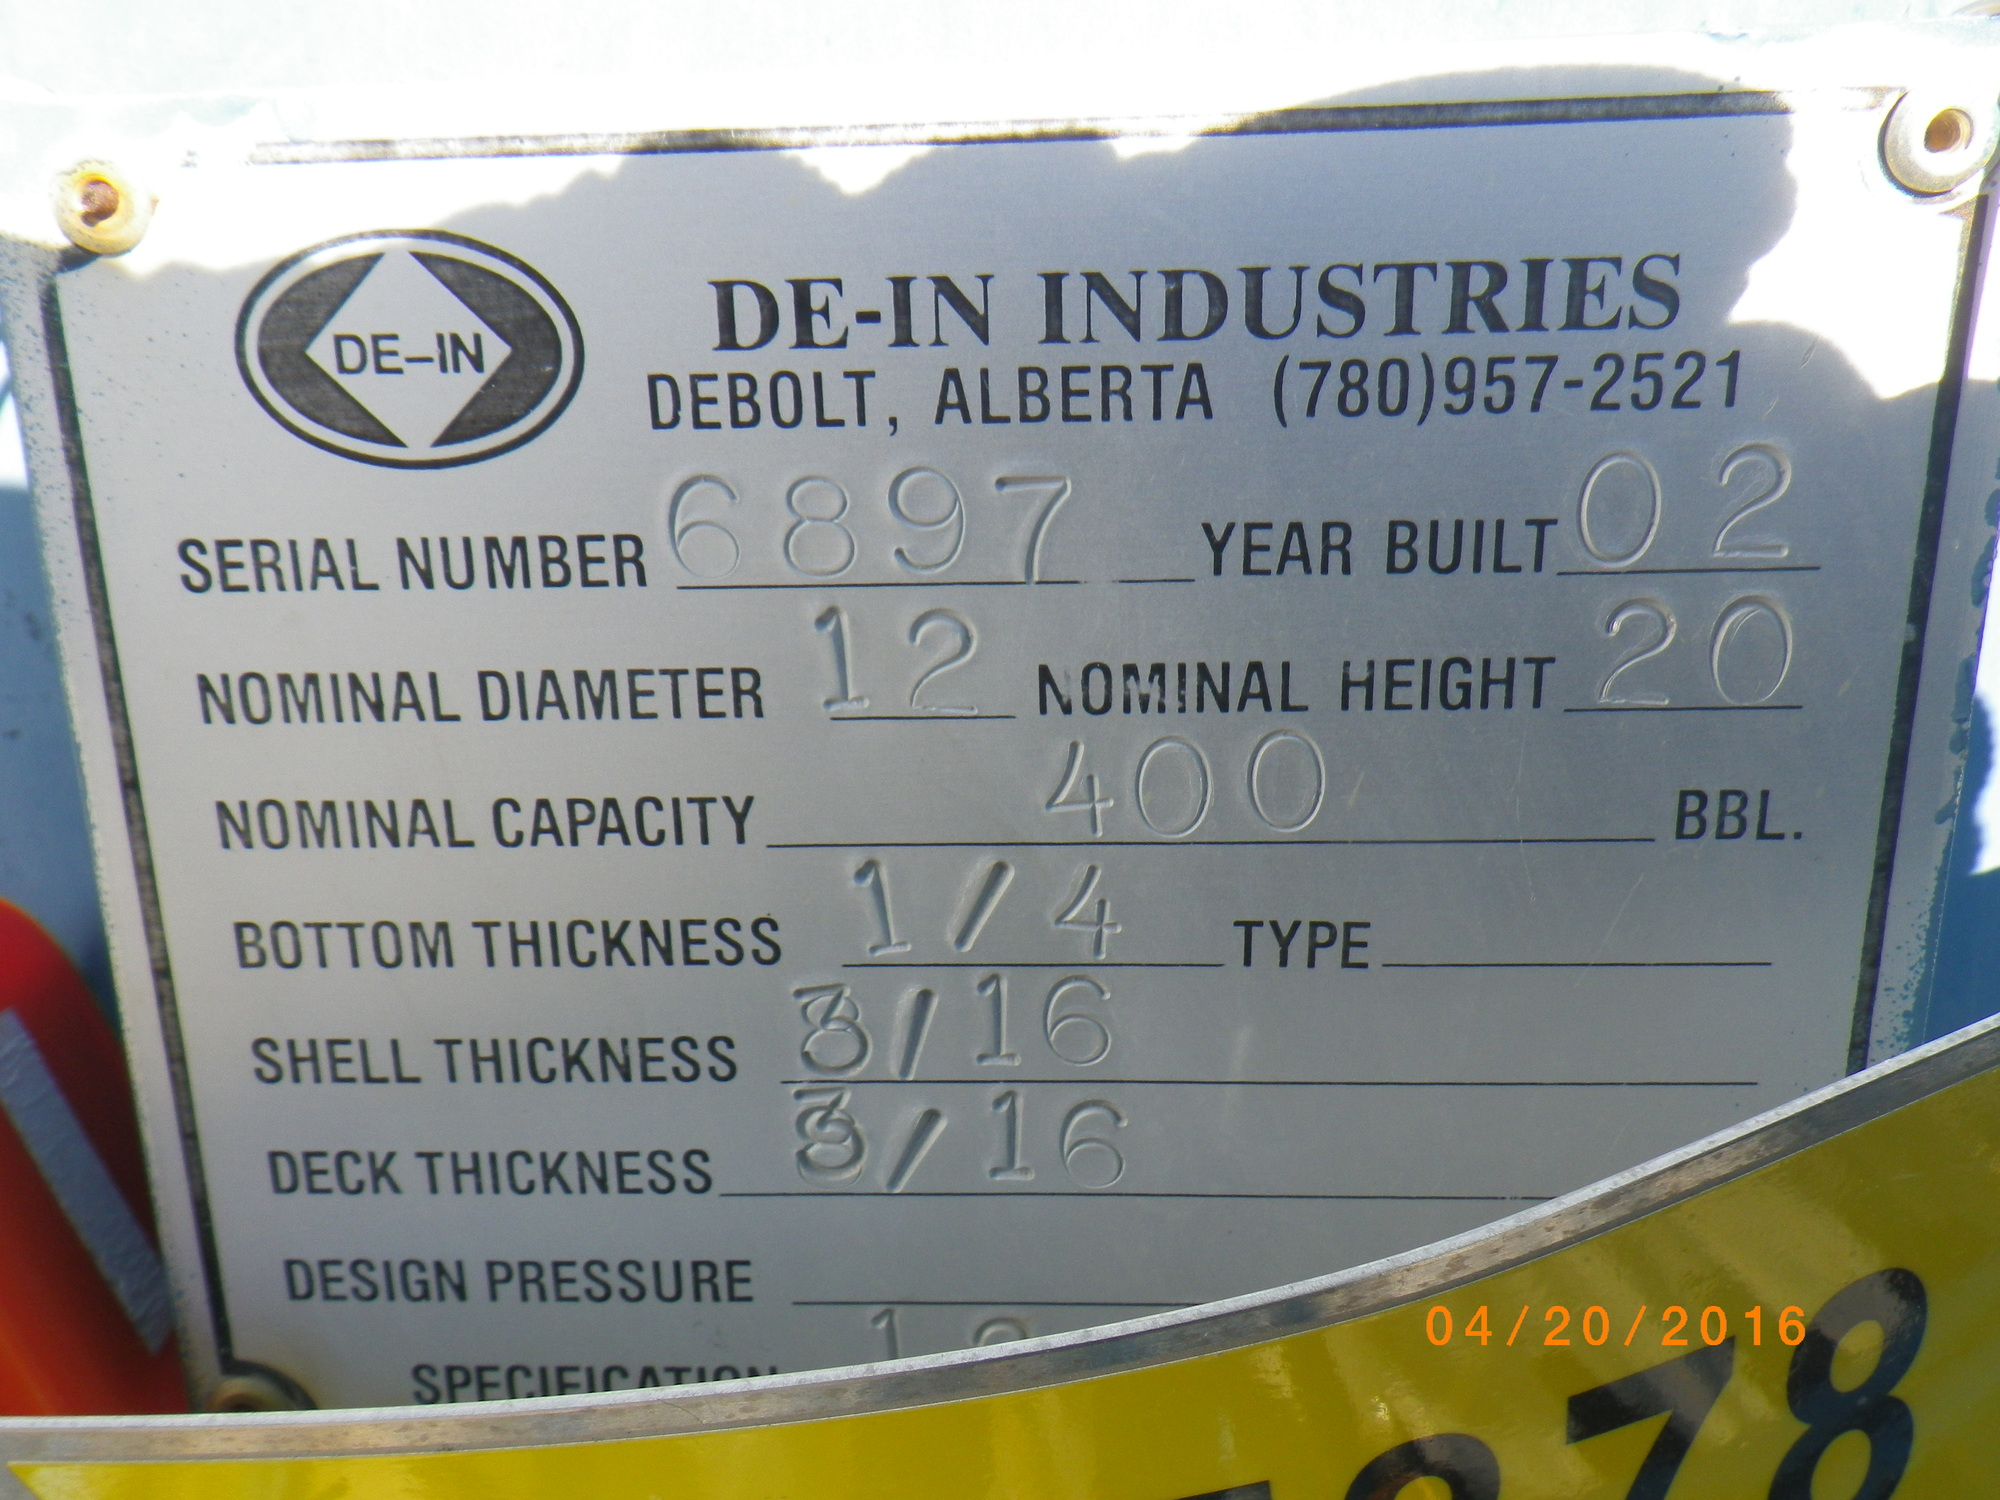 DE-IN
DE-IN INDUSTRIES
DEBOLT, ALBERTA (780)957-2521
SERIAL NUMBER 6897 YEAR BUILT 02
NOMINAL DIAMETER 12 NOMINAL HEIGHT 20
NOMINAL CAPACITY 400 BBL.
BOTTOM THICKNESS 1/4 TYPE
SHELL THICKNESS 3/16
DECK THICKNESS 3/16
DESIGN PRESSURE
04/20/2016
78